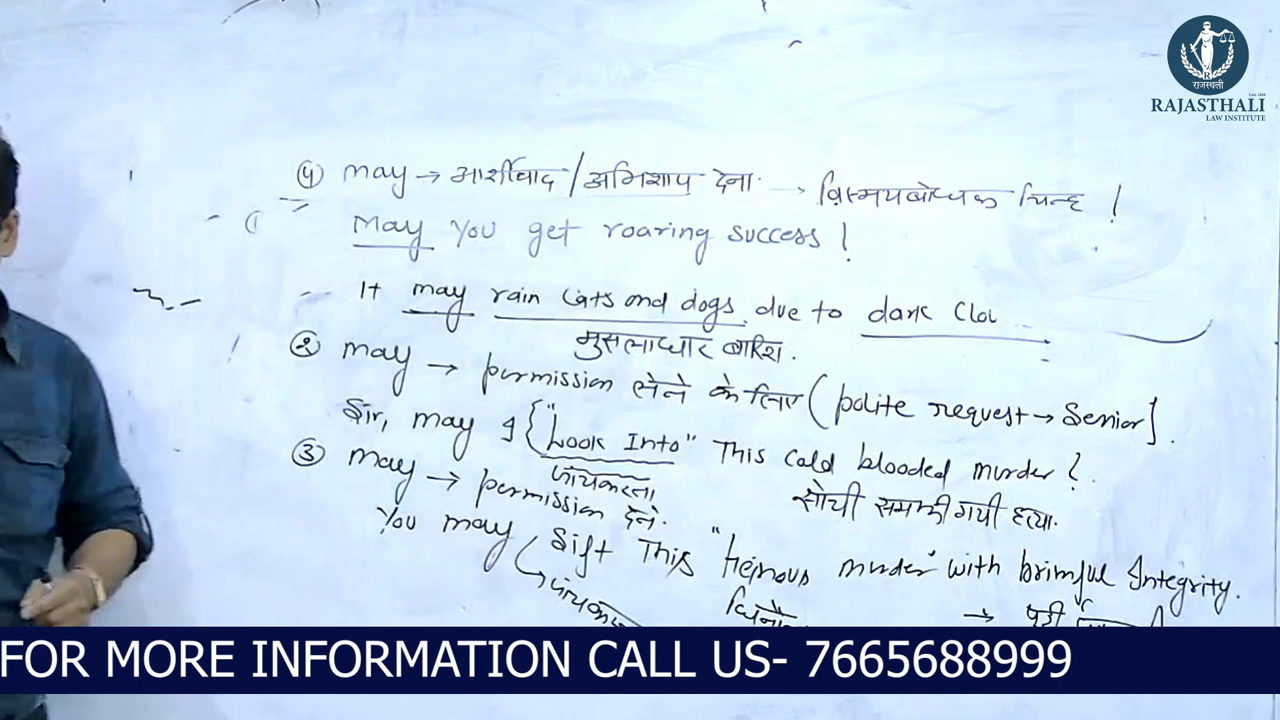 राजस्थली
RAJASTHALI
LAW INSTITUTE
④ may → आर्शीवाद / अभिशाप देना → विस्मयबोधक चिन्ह !
May you get roaring success !
It may rain cats and dogs due to dark Clou
मुसलाधार बारिश.
② may → permission लेने के लिए ( polite request → Senior ].
Sir, may I { "Look Into" This Cold blooded murder ?
जांचकरना
सोची समझी गयी हत्या.
③ may → permission देने.
You may Sift This "heinous murder" with brimful Integrity.
FOR MORE INFORMATION CALL US- 7665688999